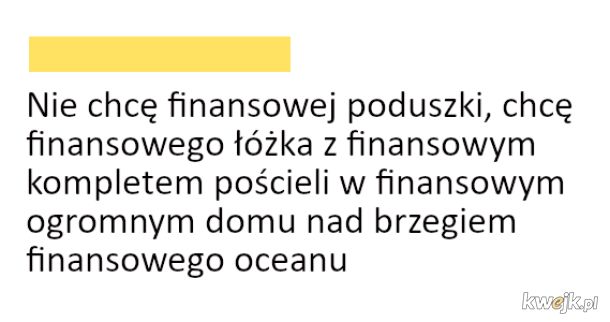 Nie chcę finansowej poduszki, chcę
finansowego łóżka z finansowym
kompletem pościeli w finansowym
ogromnym domu nad brzegiem
finansowego oceanu
kwejk.pl